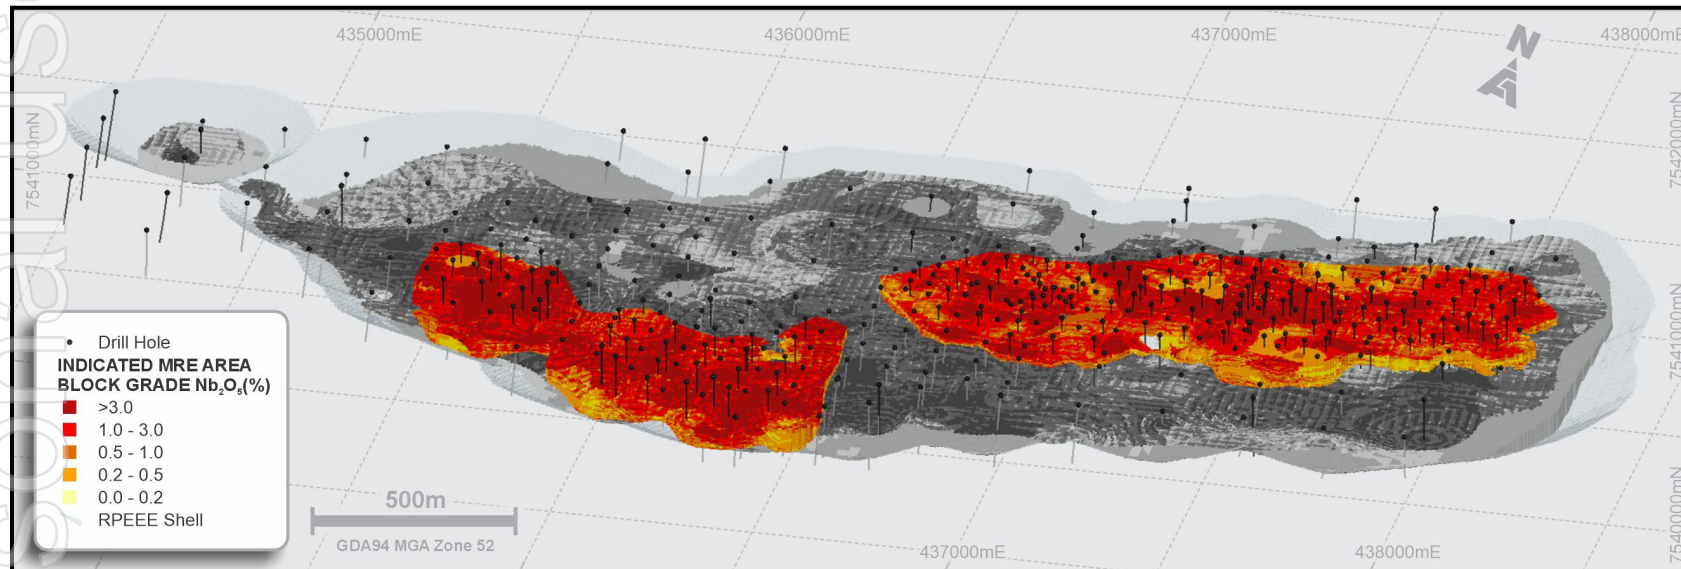 435000mE
436000mE
437000mE
438000mE
N
7541000mN
7542000mN
Drill Hole
INDICATED MRE AREA
BLOCK GRADE Nb₂O₅(%)
>3.0
1.0 - 3.0
0.5 - 1.0
0.2 - 0.5
0.0 - 0.2
RPEEE Shell
500m
GDA94 MGA Zone 52
7541000mN
7540000mN
437000mE
438000mE